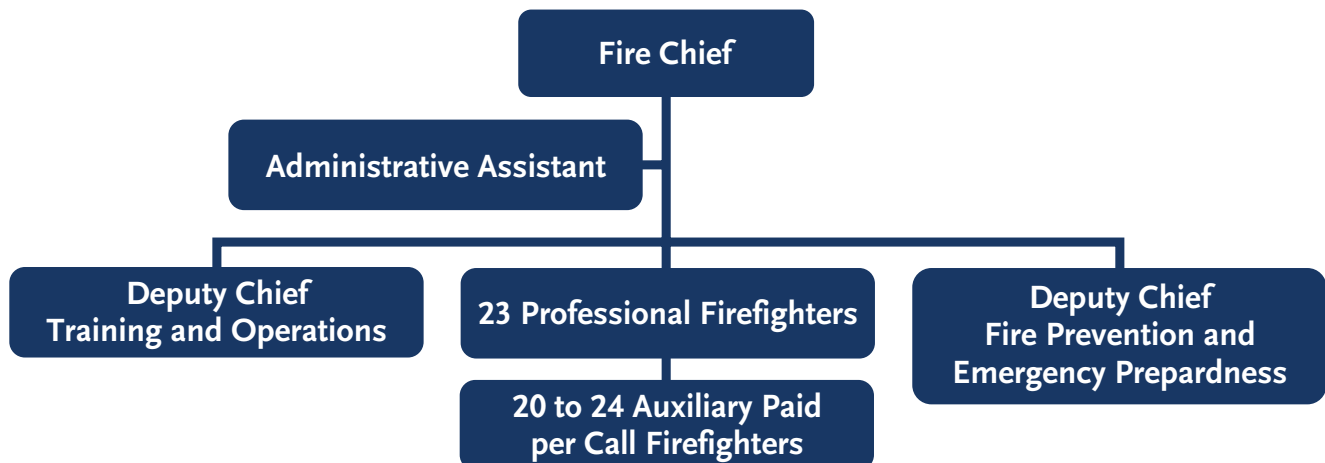 Fire Chief
Administrative Assistant
Deputy Chief
Training and Operations
23 Professional Firefighters
20 to 24 Auxiliary Paid
per Call Firefighters
Deputy Chief
Fire Prevention and
Emergency Prepardness